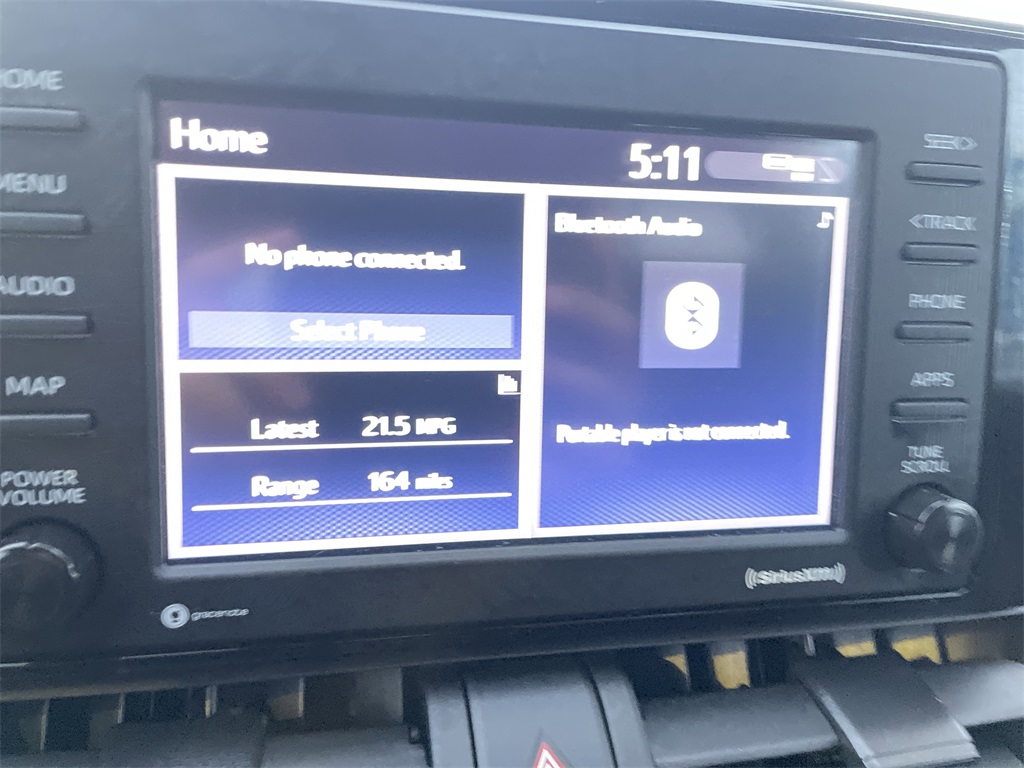 HOME
MENU
AUDIO
MAP
POWER
VOLUME
Home
5:11
No phone connected.
Select Phone
Latest 21.5 MPG
Range 164 miles
Bluetooth Audio
Portable player is not connected.
SEEK>
<TRACK
PHONE
APPS
TUNE
SCROLL
gracenote
((SiriusXM))